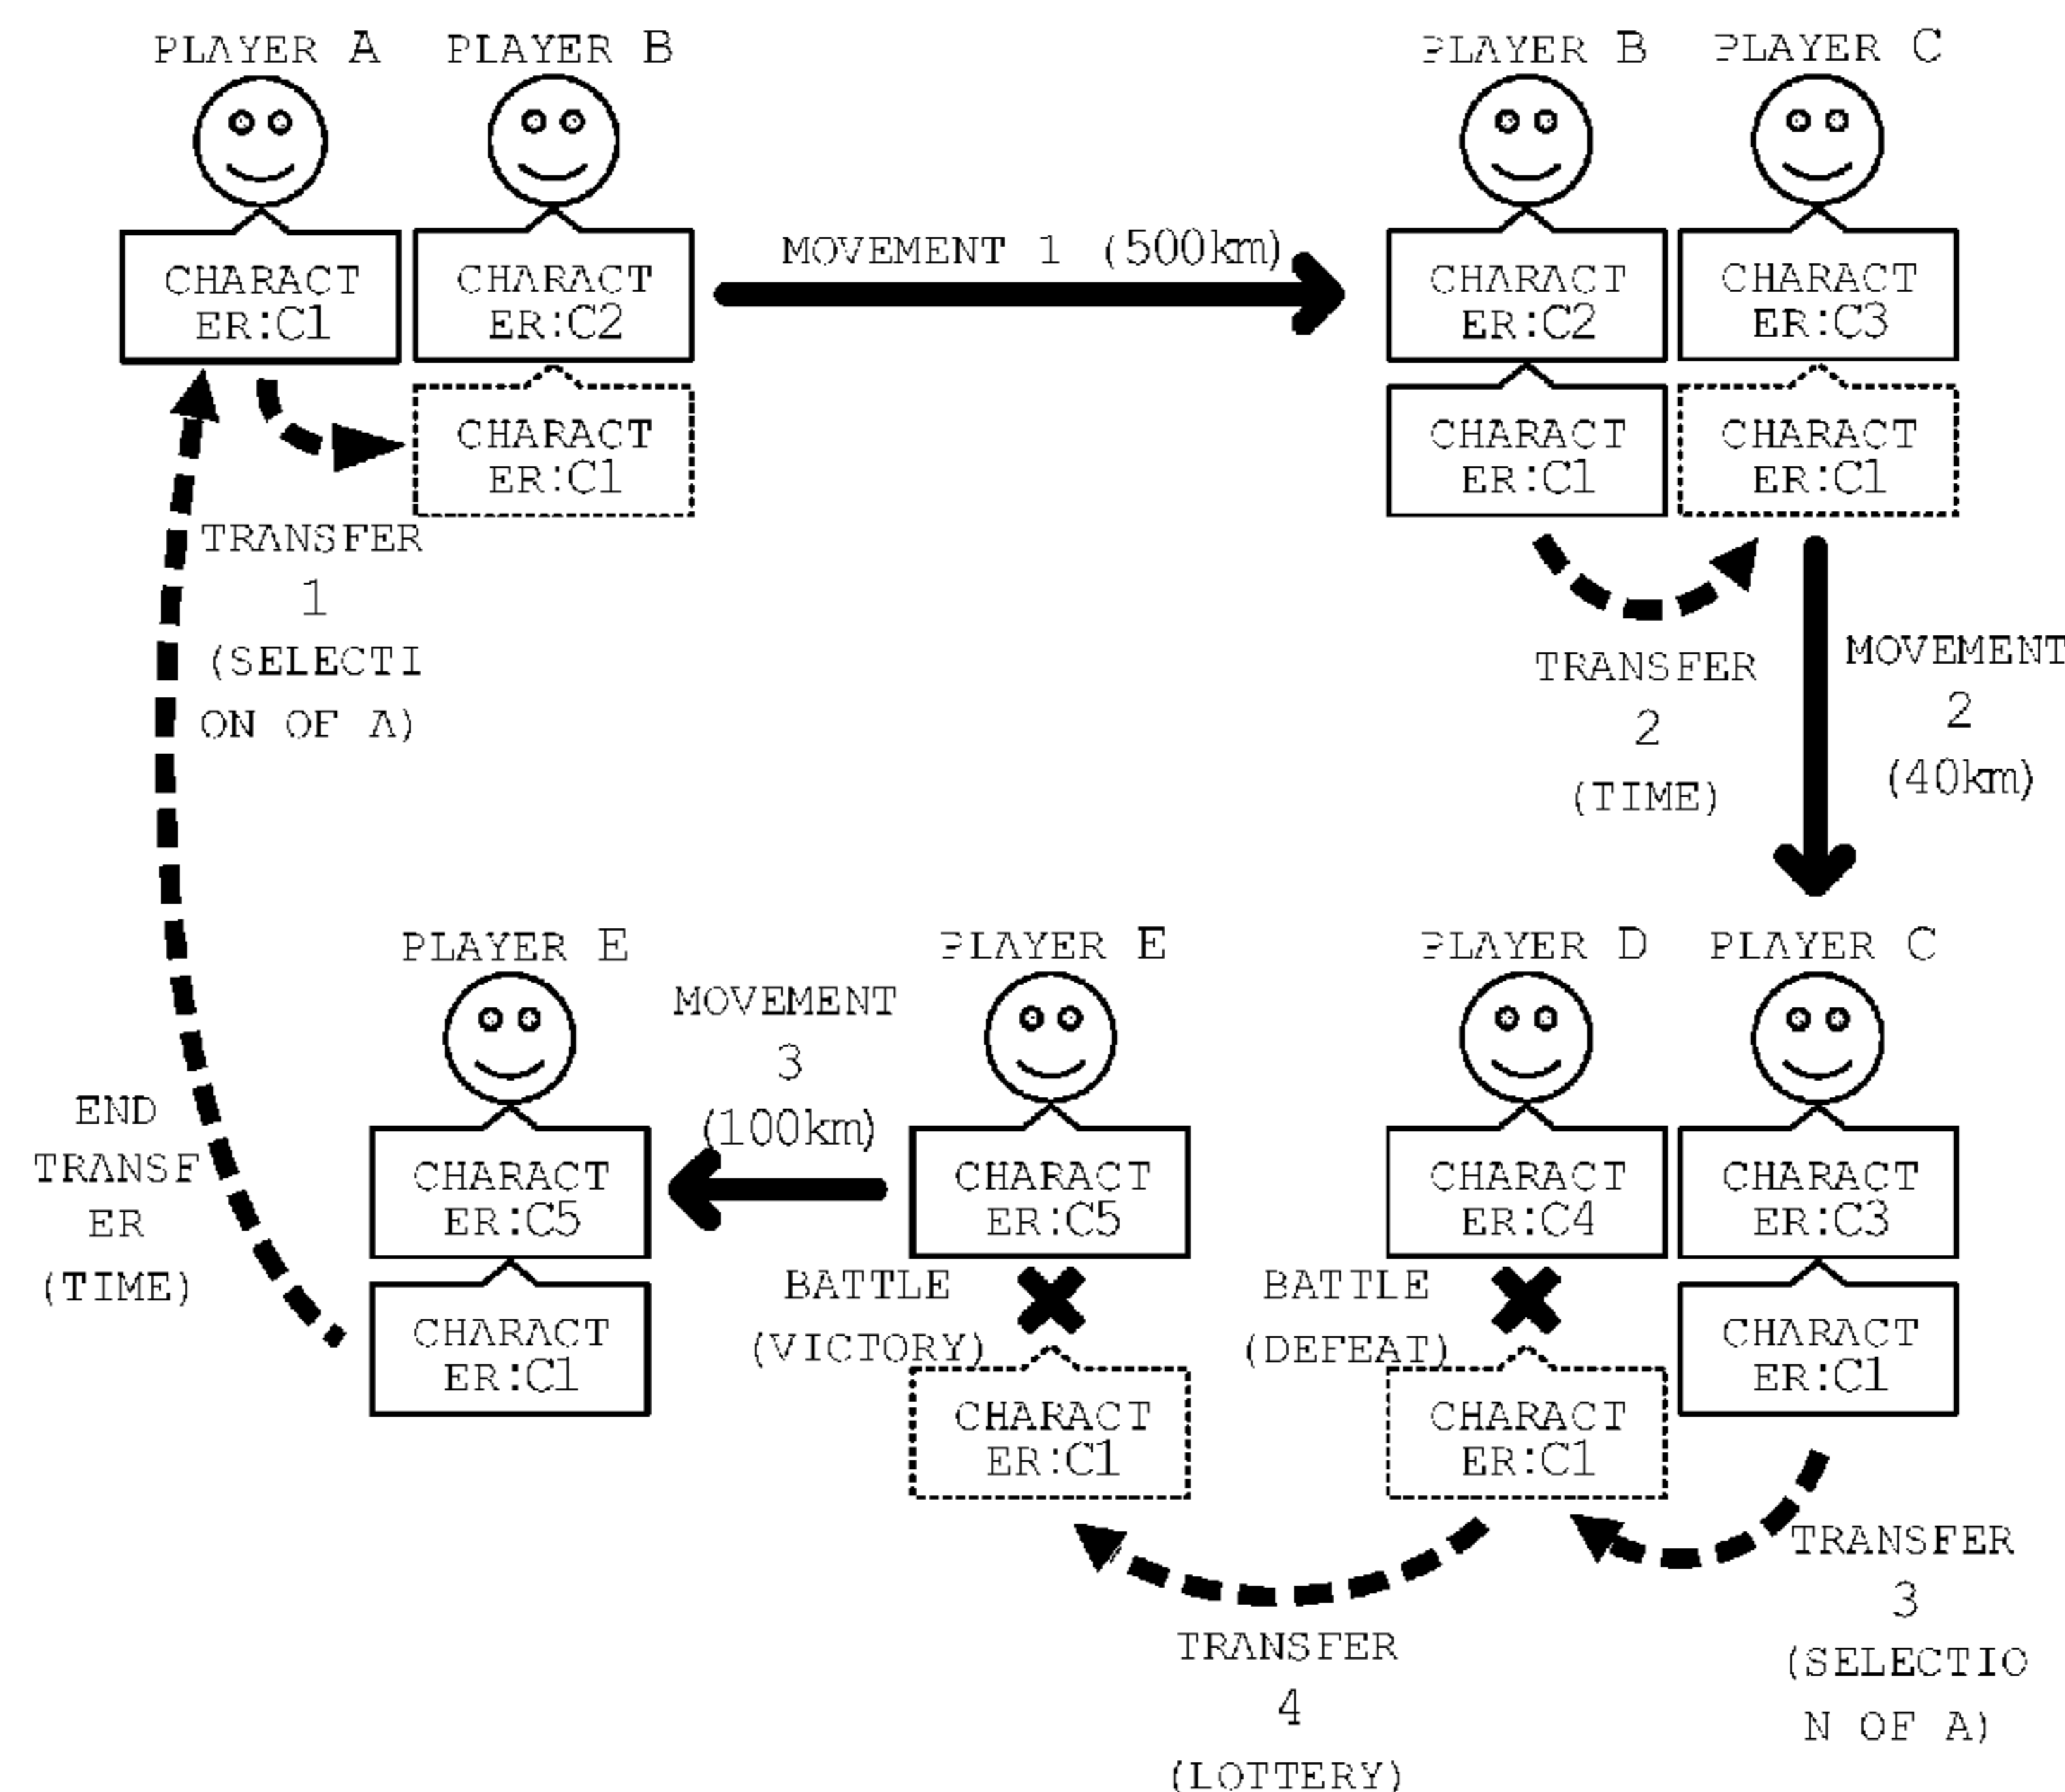 PLAYER A
PLAYER B
PLAYER B
PLAYER C
CHARACT
ER:C1
CHARACT
ER:C2
MOVEMENT 1 (500km)
CHARACT
ER:C2
CHARACT
ER:C3
CHARACT
ER:C1
CHARACT
ER:C1
CHARACT
ER:C1
TRANSFER
1
(SELECTI
ON OF A)
TRANSFER
2
(TIME)
MOVEMENT
2
(40km)
PLAYER E
PLAYER E
PLAYER D
PLAYER C
MOVEMENT
3
(100km)
END
TRANSF
ER
(TIME)
CHARACT
ER:C5
CHARACT
ER:C5
CHARACT
ER:C4
CHARACT
ER:C3
CHARACT
ER:C1
BATTLE
(VICTORY)
BATTLE
(DEFEAT)
CHARACT
ER:C1
CHARACT
ER:C1
CHARACT
ER:C1
TRANSFER
3
(SELECTIO
N OF A)
TRANSFER
4
(LOTTERY)